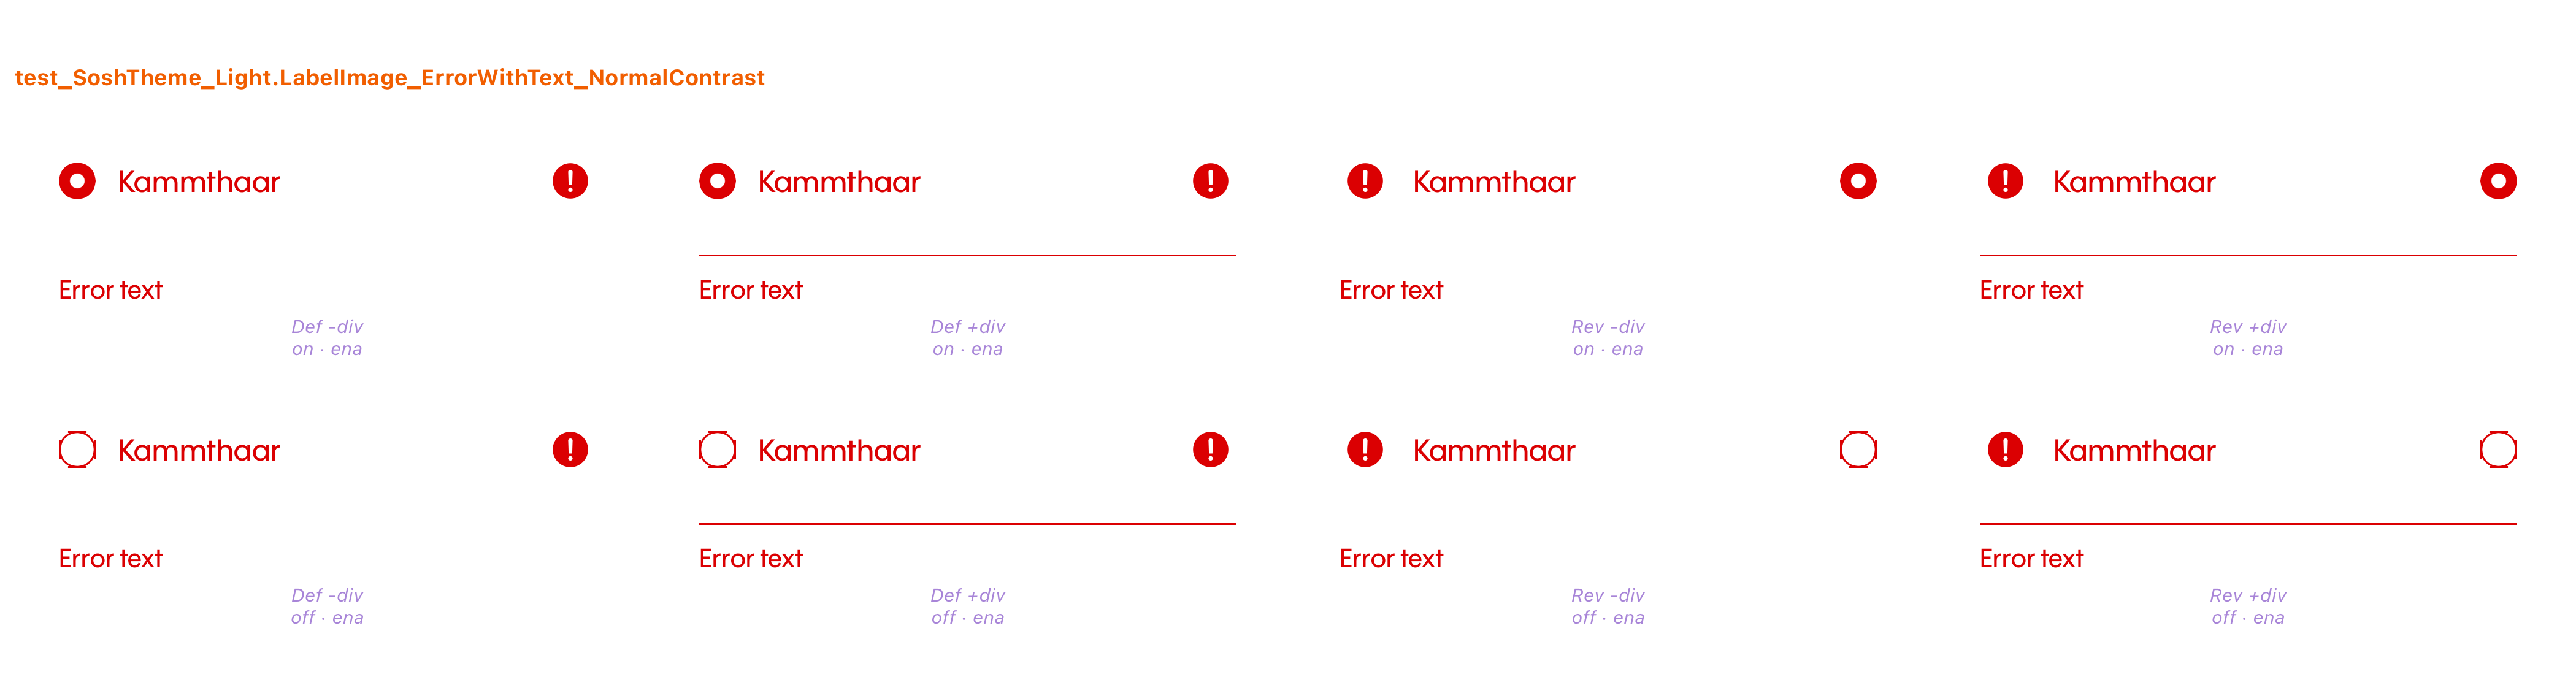 test_SoshTheme_Light.LabelImage_ErrorWithText_NormalContrast
Kammthaar
Kammthaar
Kammthaar
Kammthaar
Error text
Error text
Error text
Error text
Def -div
on · ena
Def +div
on · ena
Rev -div
on · ena
Rev +div
on · ena
Kammthaar
Kammthaar
Kammthaar
Kammthaar
Error text
Error text
Error text
Error text
Def -div
off · ena
Def +div
off · ena
Rev -div
off · ena
Rev +div
off · ena